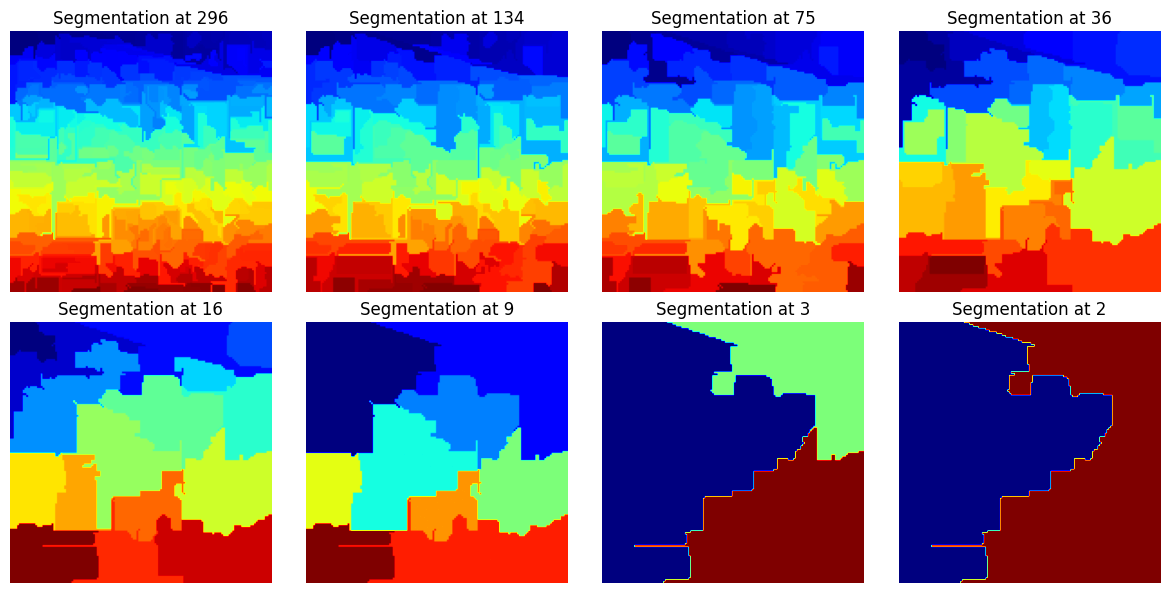 Segmentation at 296
Segmentation at 134
Segmentation at 75
Segmentation at 36
Segmentation at 16
Segmentation at 9
Segmentation at 3
Segmentation at 2